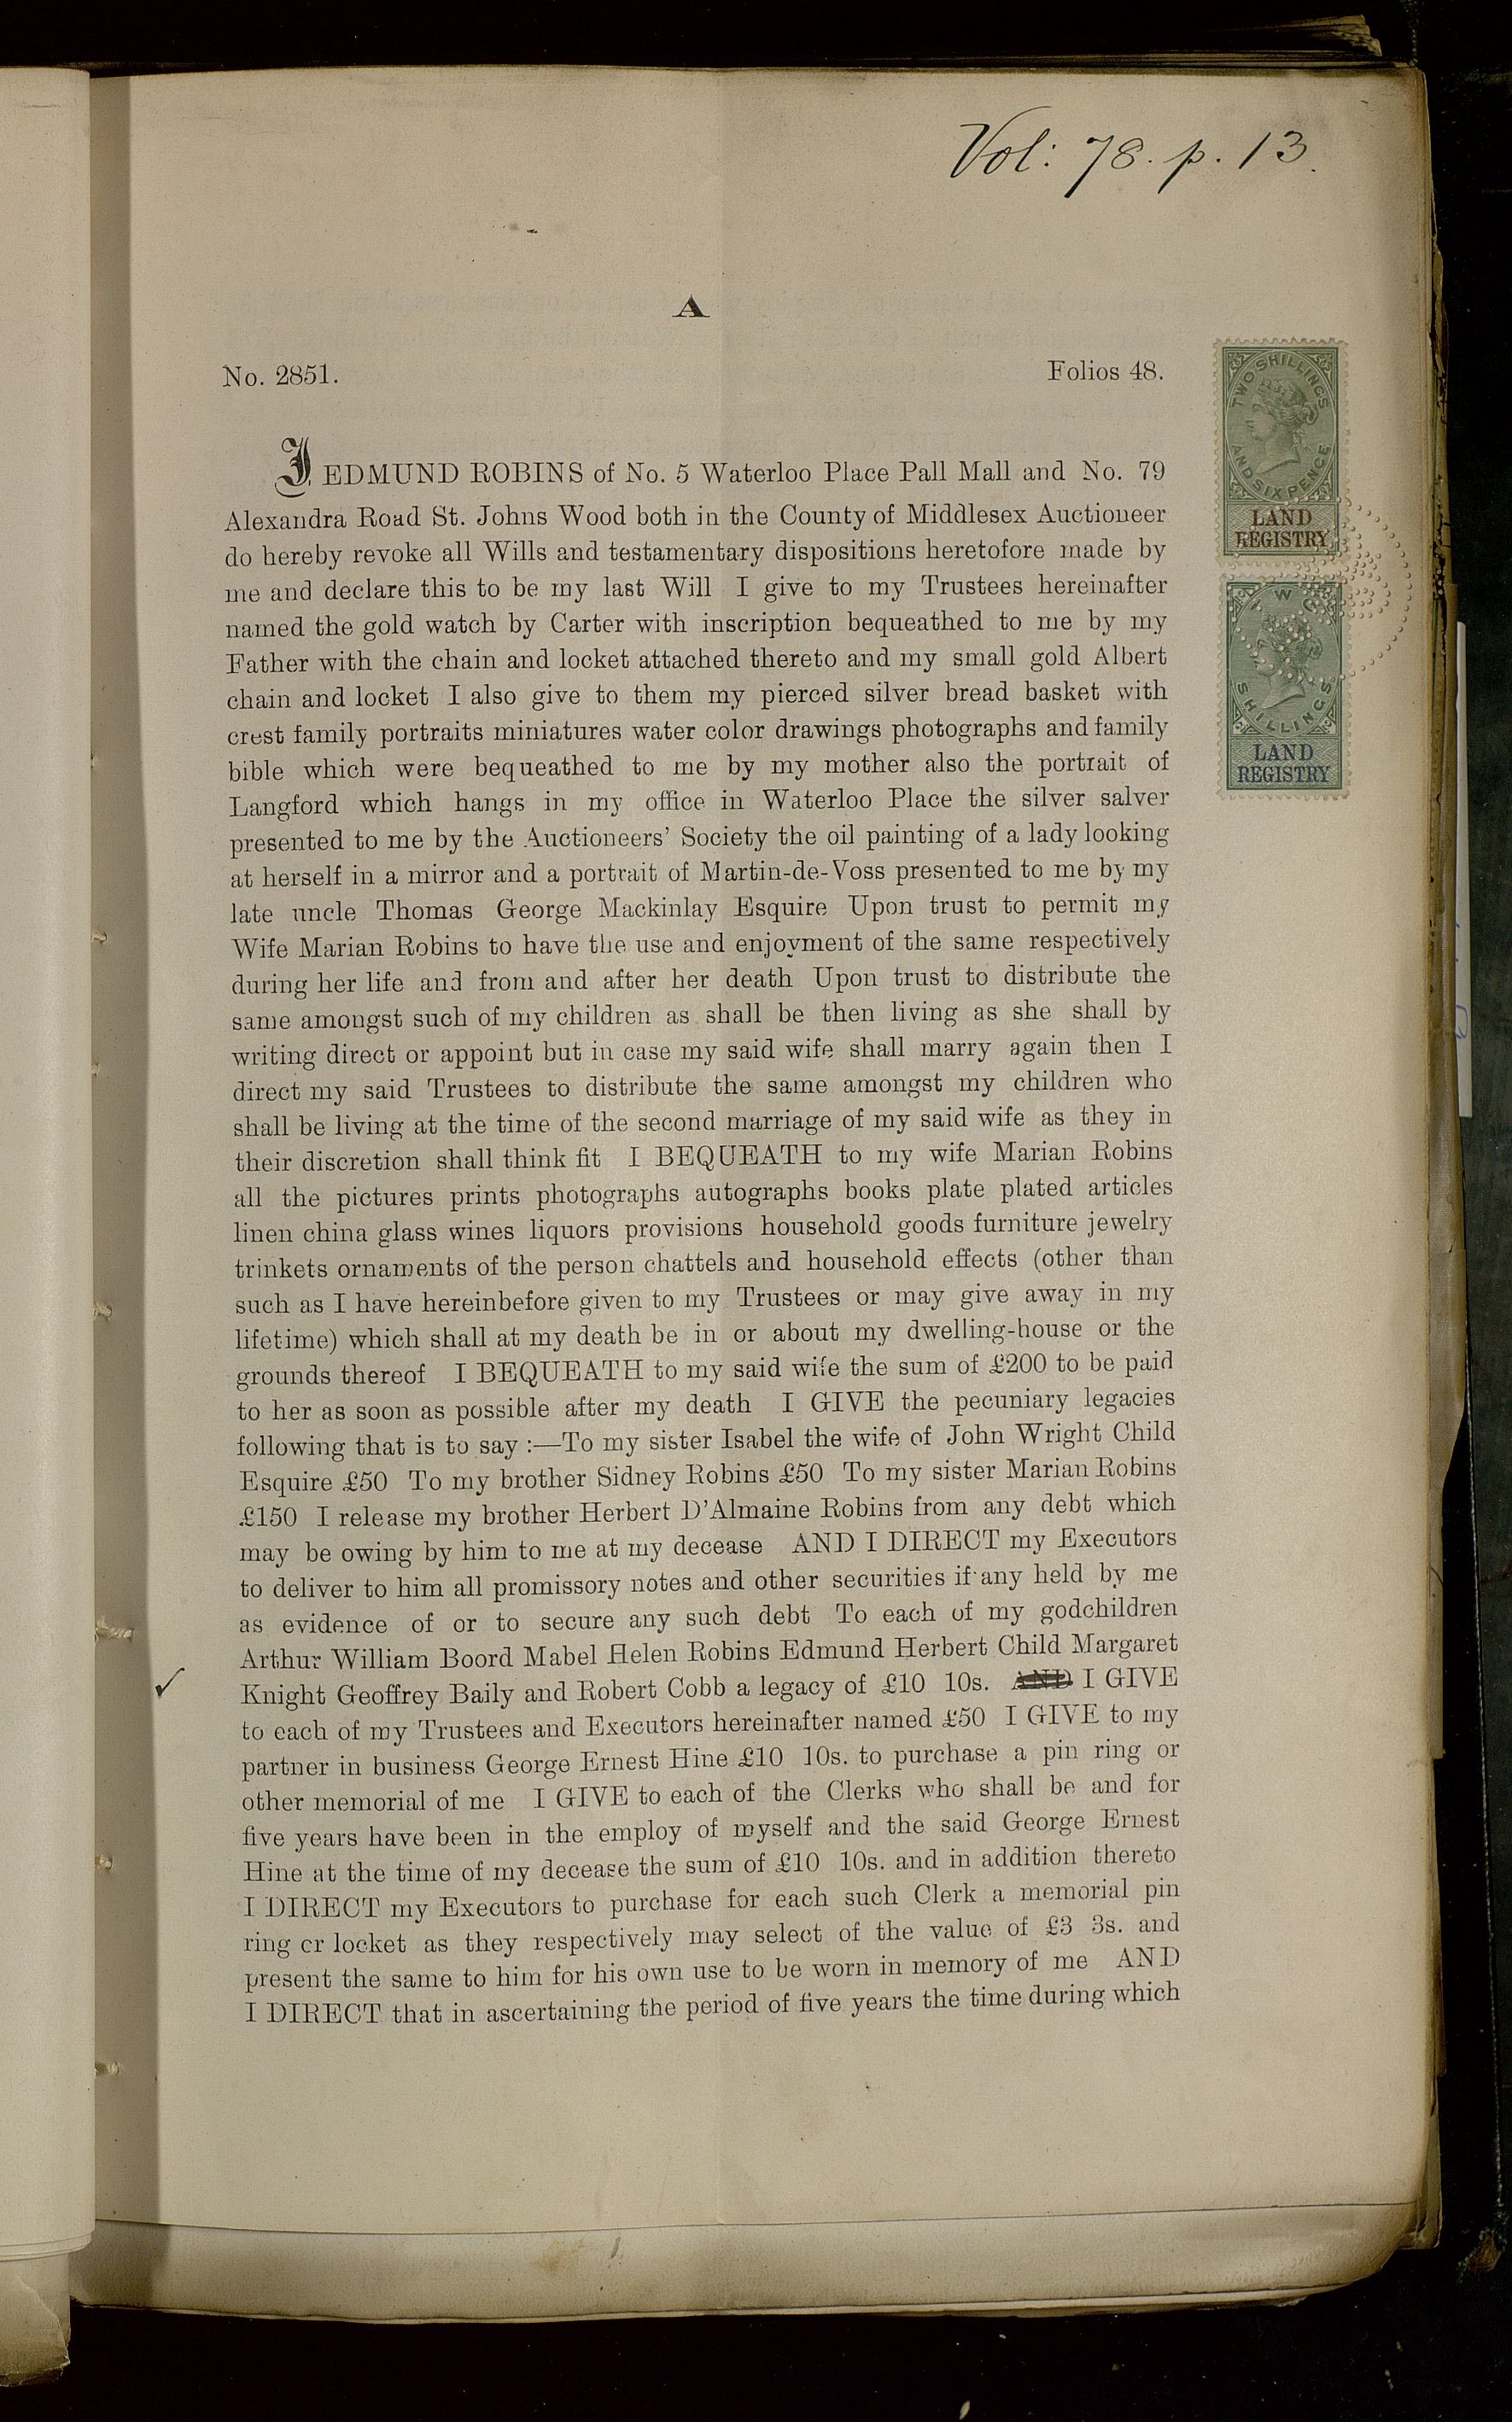 Vol: 78. p. 13.
A
No. 2851. Folios 48.
I EDMUND ROBINS of No. 5 Waterloo Place Pall Mall and No. 79
Alexandra Road St. Johns Wood both in the County of Middlesex Auctioneer
do hereby revoke all Wills and testamentary dispositions heretofore made by
me and declare this to be my last Will I give to my Trustees hereinafter
named the gold watch by Carter with inscription bequeathed to me by my
Father with the chain and locket attached thereto and my small gold Albert
chain and locket I also give to them my pierced silver bread basket with
crest family portraits miniatures water color drawings photographs and family
bible which were bequeathed to me by my mother also the portrait of
Langford which hangs in my office in Waterloo Place the silver salver
presented to me by the Auctioneers' Society the oil painting of a lady looking
at herself in a mirror and a portrait of Martin-de-Voss presented to me by my
late uncle Thomas George Mackinlay Esquire Upon trust to permit my
Wife Marian Robins to have the use and enjoyment of the same respectively
during her life and from and after her death Upon trust to distribute the
same amongst such of my children as shall be then living as she shall by
writing direct or appoint but in case my said wife shall marry again then I
direct my said Trustees to distribute the same amongst my children who
shall be living at the time of the second marriage of my said wife as they in
their discretion shall think fit I BEQUEATH to my wife Marian Robins
all the pictures prints photographs autographs books plate plated articles
linen china glass wines liquors provisions household goods furniture jewelry
trinkets ornaments of the person chattels and household effects (other than
such as I have hereinbefore given to my Trustees or may give away in my
lifetime) which shall at my death be in or about my dwelling-house or the
grounds thereof I BEQUEATH to my said wife the sum of £200 to be paid
to her as soon as possible after my death I GIVE the pecuniary legacies
following that is to say :—To my sister Isabel the wife of John Wright Child
Esquire £50 To my brother Sidney Robins £50 To my sister Marian Robins
£150 I release my brother Herbert D'Almaine Robins from any debt which
may be owing by him to me at my decease AND I DIRECT my Executors
to deliver to him all promissory notes and other securities if any held by me
as evidence of or to secure any such debt To each of my godchildren
Arthur William Boord Mabel Helen Robins Edmund Herbert Child Margaret
Knight Geoffrey Baily and Robert Cobb a legacy of £10 10s. AND I GIVE
to each of my Trustees and Executors hereinafter named £50 I GIVE to my
partner in business George Ernest Hine £10 10s. to purchase a pin ring or
other memorial of me I GIVE to each of the Clerks who shall be and for
five years have been in the employ of myself and the said George Ernest
Hine at the time of my decease the sum of £10 10s. and in addition thereto
I DIRECT my Executors to purchase for each such Clerk a memorial pin
ring or locket as they respectively may select of the value of £3 3s. and
present the same to him for his own use to be worn in memory of me AND
I DIRECT that in ascertaining the period of five years the time during which
TWO SHILLINGS
AND SIX PENCE
LAND
REGISTRY
SHILLINGS
LAND
REGISTRY